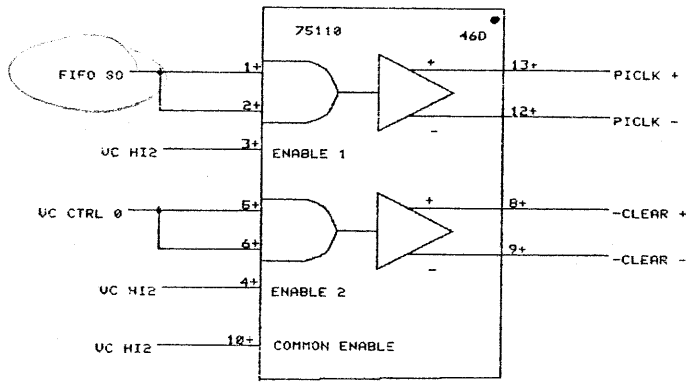 75110 46D
FIFO SO 1+ + 13+ PICLK +
2+ - 12+ PICLK -
VC HI2 3+ ENABLE 1
VC CTRL 0 5+ + 8+ -CLEAR +
6+ - 9+ -CLEAR -
VC HI2 4+ ENABLE 2
VC HI2 10+ COMMON ENABLE